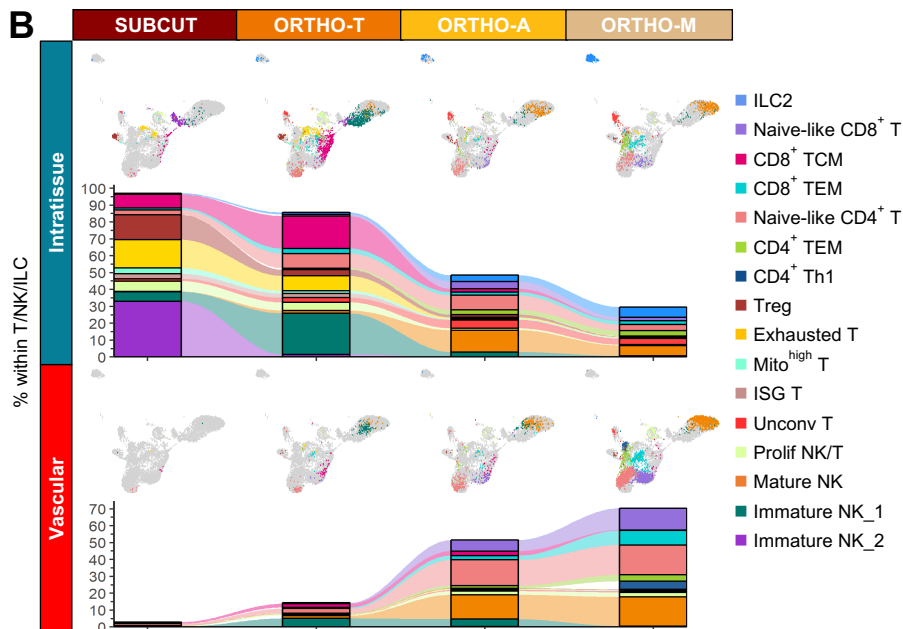 B
SUBCUT ORTHO-T ORTHO-A ORTHO-M
Intratissue
Vascular
% within T/NK/ILC
100
90
80
70
60
50
40
30
20
10
0
70
60
50
40
30
20
10
0
ILC2
Naive-like CD8+ T
CD8+ TCM
CD8+ TEM
Naive-like CD4+ T
CD4+ TEM
CD4+ Th1
Treg
Exhausted T
Mitohigh T
ISG T
Unconv T
Prolif NK/T
Mature NK
Immature NK_1
Immature NK_2